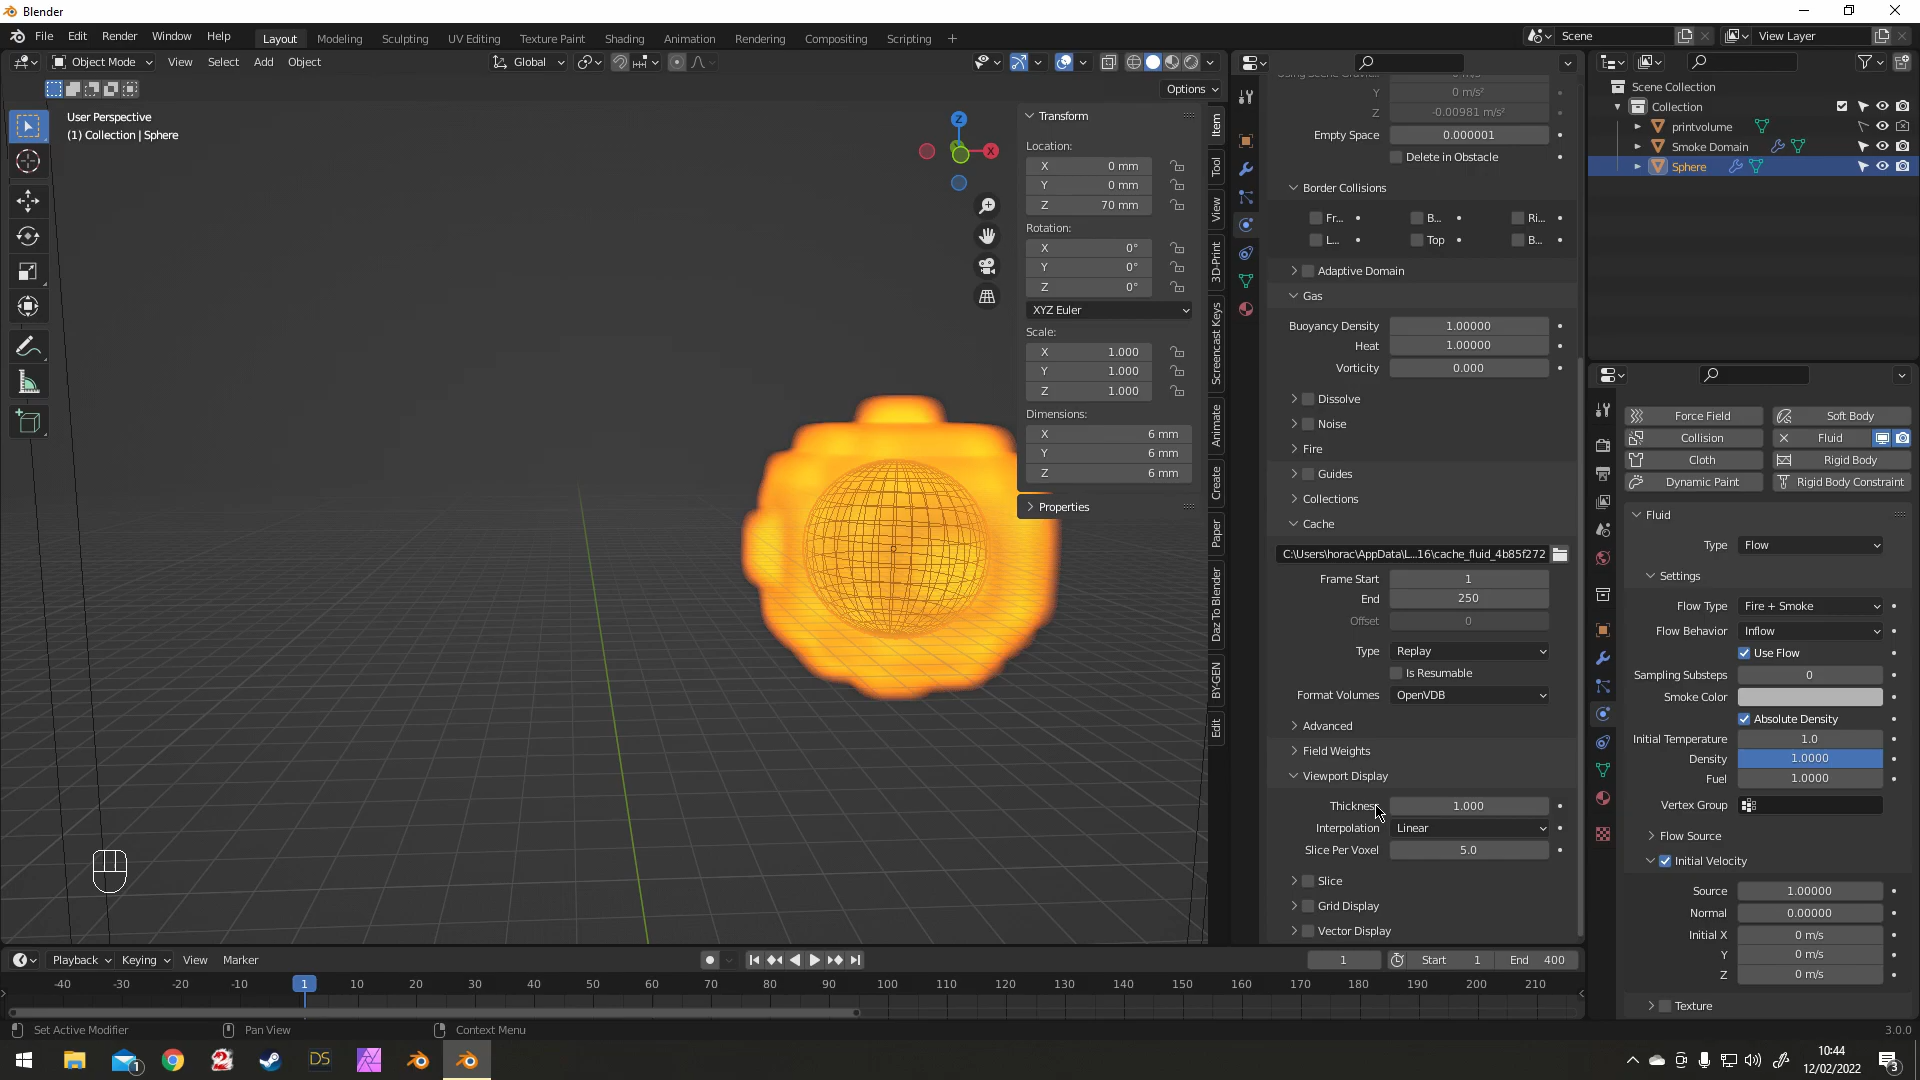 Blender
File Edit Render Window Help
Layout Modeling Sculpting UV Editing Texture Paint Shading Animation Rendering Compositing Scripting
Scene
View Layer
Object Mode View Select Add Object
Global
Options
User Perspective
(1) Collection | Sphere
Z
X
Transform
Location:
X 0 mm
Y 0 mm
Z 70 mm
Rotation:
X 0°
Y 0°
Z 0°
XYZ Euler
Scale:
X 1.000
Y 1.000
Z 1.000
Dimensions:
X 6 mm
Y 6 mm
Z 6 mm
Properties
Item
Tool
View
3D-Print
Screencast Keys
Animate
Create
Paper
Daz To Blender
BY-GEN
Edit
Y 0 m/s²
Z -0.00981 m/s²
Empty Space 0.000001
Delete in Obstacle
Border Collisions
Fr... B... Ri...
L... Top B...
Adaptive Domain
Gas
Buoyancy Density 1.00000
Heat 1.00000
Vorticity 0.000
Dissolve
Noise
Fire
Guides
Collections
Cache
C:\Users\horac\AppData\L...16\cache_fluid_4b85f272
Frame Start 1
End 250
Offset 0
Type Replay
Is Resumable
Format Volumes OpenVDB
Advanced
Field Weights
Viewport Display
Thickness 1.000
Interpolation Linear
Slice Per Voxel 5.0
Slice
Grid Display
Vector Display
Scene Collection
Collection
printvolume
Smoke Domain
Sphere
Force Field Soft Body
Collision Fluid
Cloth Rigid Body
Dynamic Paint Rigid Body Constraint
Fluid
Type Flow
Settings
Flow Type Fire + Smoke
Flow Behavior Inflow
Use Flow
Sampling Substeps 0
Smoke Color
Absolute Density
Initial Temperature 1.0
Density 1.0000
Fuel 1.0000
Vertex Group
Flow Source
Initial Velocity
Source 1.00000
Normal 0.00000
Initial X 0 m/s
Y 0 m/s
Z 0 m/s
Texture
Playback Keying View Marker
1 Start 1 End 400
-40 -30 -20 -10 1 10 20 30 40 50 60 70 80 90 100 110 120 130 140 150 160 170 180 190 200 210
Set Active Modifier Pan View Context Menu
3.0.0
1
DS
10:44
12/02/2022
3